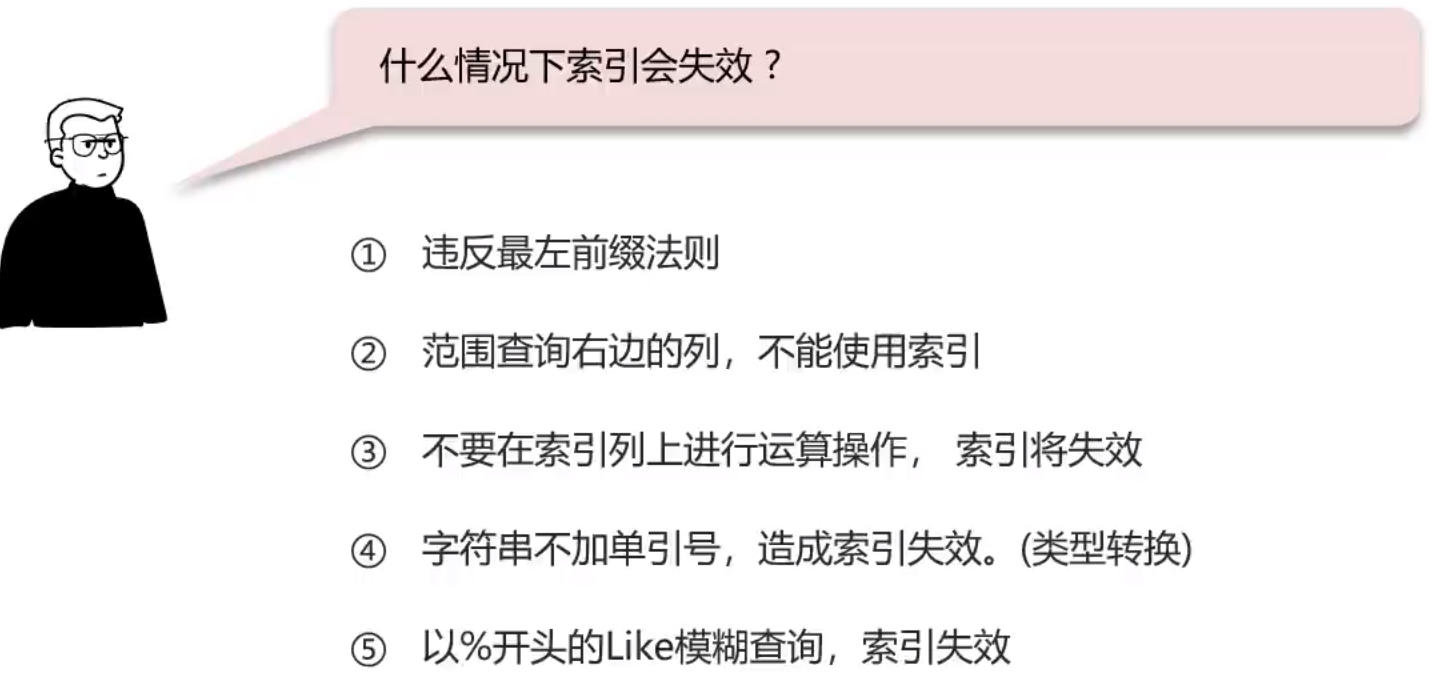 什么情况下索引会失效？
① 违反最左前缀法则
② 范围查询右边的列，不能使用索引
③ 不要在索引列上进行运算操作， 索引将失效
④ 字符串不加单引号，造成索引失效。(类型转换)
⑤ 以%开头的Like模糊查询，索引失效